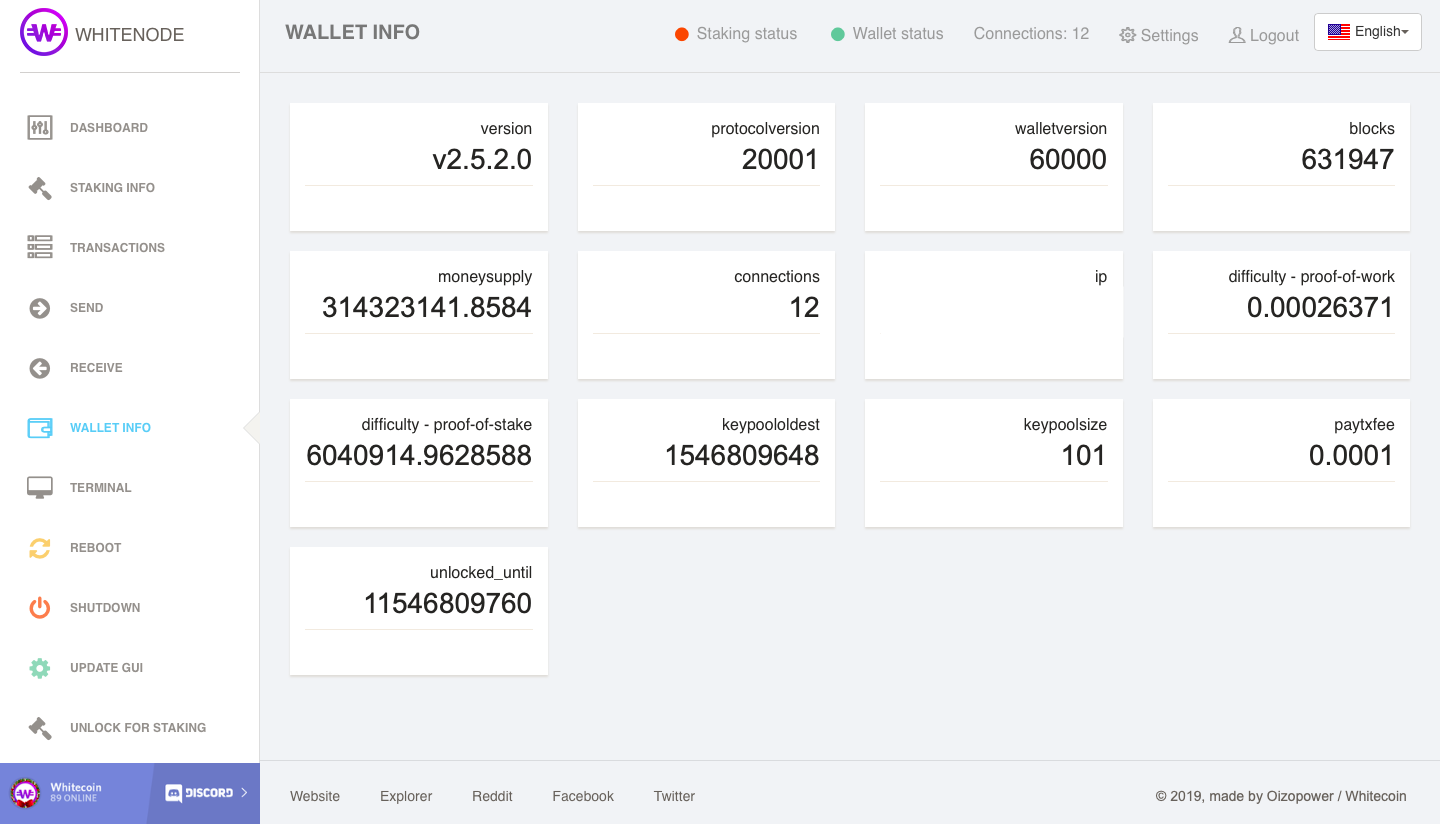 WHITENODE
WALLET INFO
Staking status
Wallet status
Connections: 12
Settings
Logout
English
DASHBOARD
STAKING INFO
TRANSACTIONS
SEND
RECEIVE
WALLET INFO
TERMINAL
REBOOT
SHUTDOWN
UPDATE GUI
UNLOCK FOR STAKING
Whitecoin
89 ONLINE
DISCORD
version
v2.5.2.0
protocolversion
20001
walletversion
60000
blocks
631947
moneysupply
314323141.8584
connections
12
ip
difficulty - proof-of-work
0.00026371
difficulty - proof-of-stake
6040914.9628588
keypoololdest
1546809648
keypoolsize
101
paytxfee
0.0001
unlocked_until
11546809760
Website
Explorer
Reddit
Facebook
Twitter
© 2019, made by Oizopower / Whitecoin